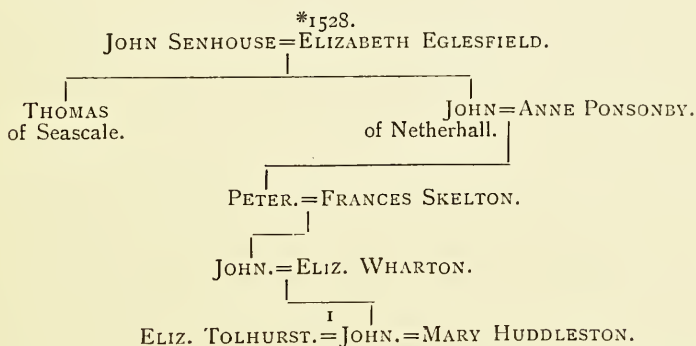 *1528.
JOHN SENHOUSE=ELIZABETH EGLESFIELD.
THOMAS
of Seascale.
JOHN=ANNE PONSONBY.
of Netherhall.
PETER.=FRANCES SKELTON.
JOHN.=ELIZ. WHARTON.
1
ELIZ. TOLHURST.=JOHN.=MARY HUDDLESTON.